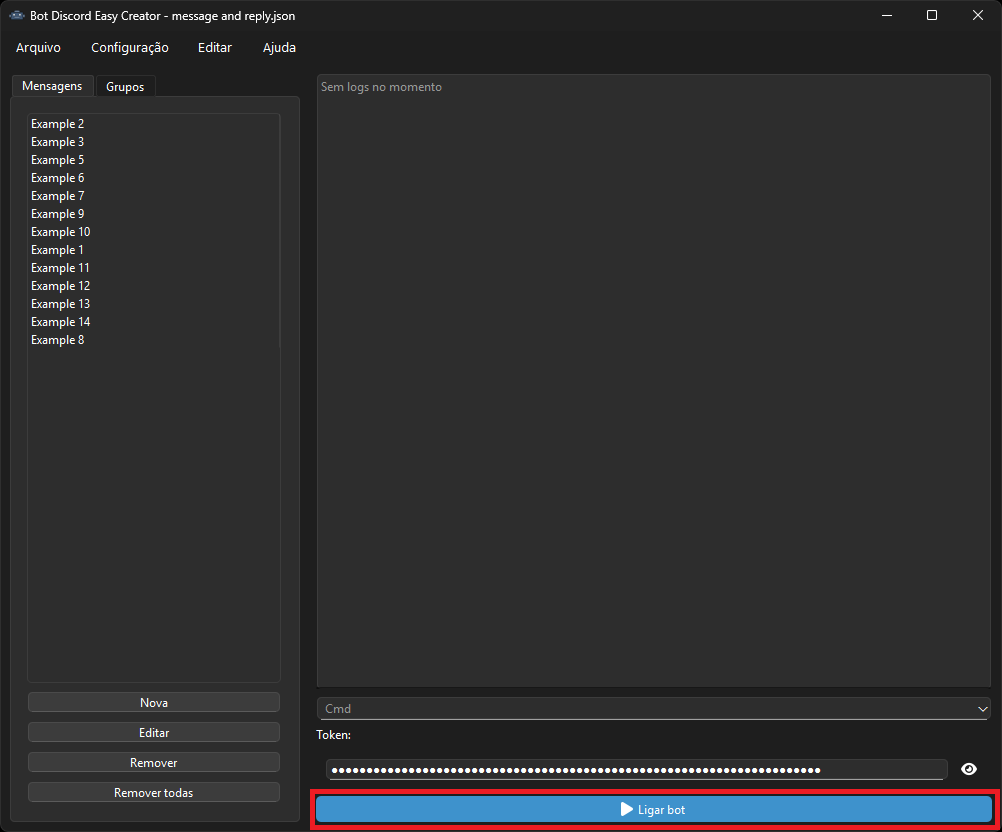 Bot Discord Easy Creator - message and reply.json
Arquivo Configuração Editar Ajuda
Mensagens Grupos
Example 2
Example 3
Example 5
Example 6
Example 7
Example 9
Example 10
Example 1
Example 11
Example 12
Example 13
Example 14
Example 8
Nova
Editar
Remover
Remover todas
Sem logs no momento
Cmd
Token:
Ligar bot